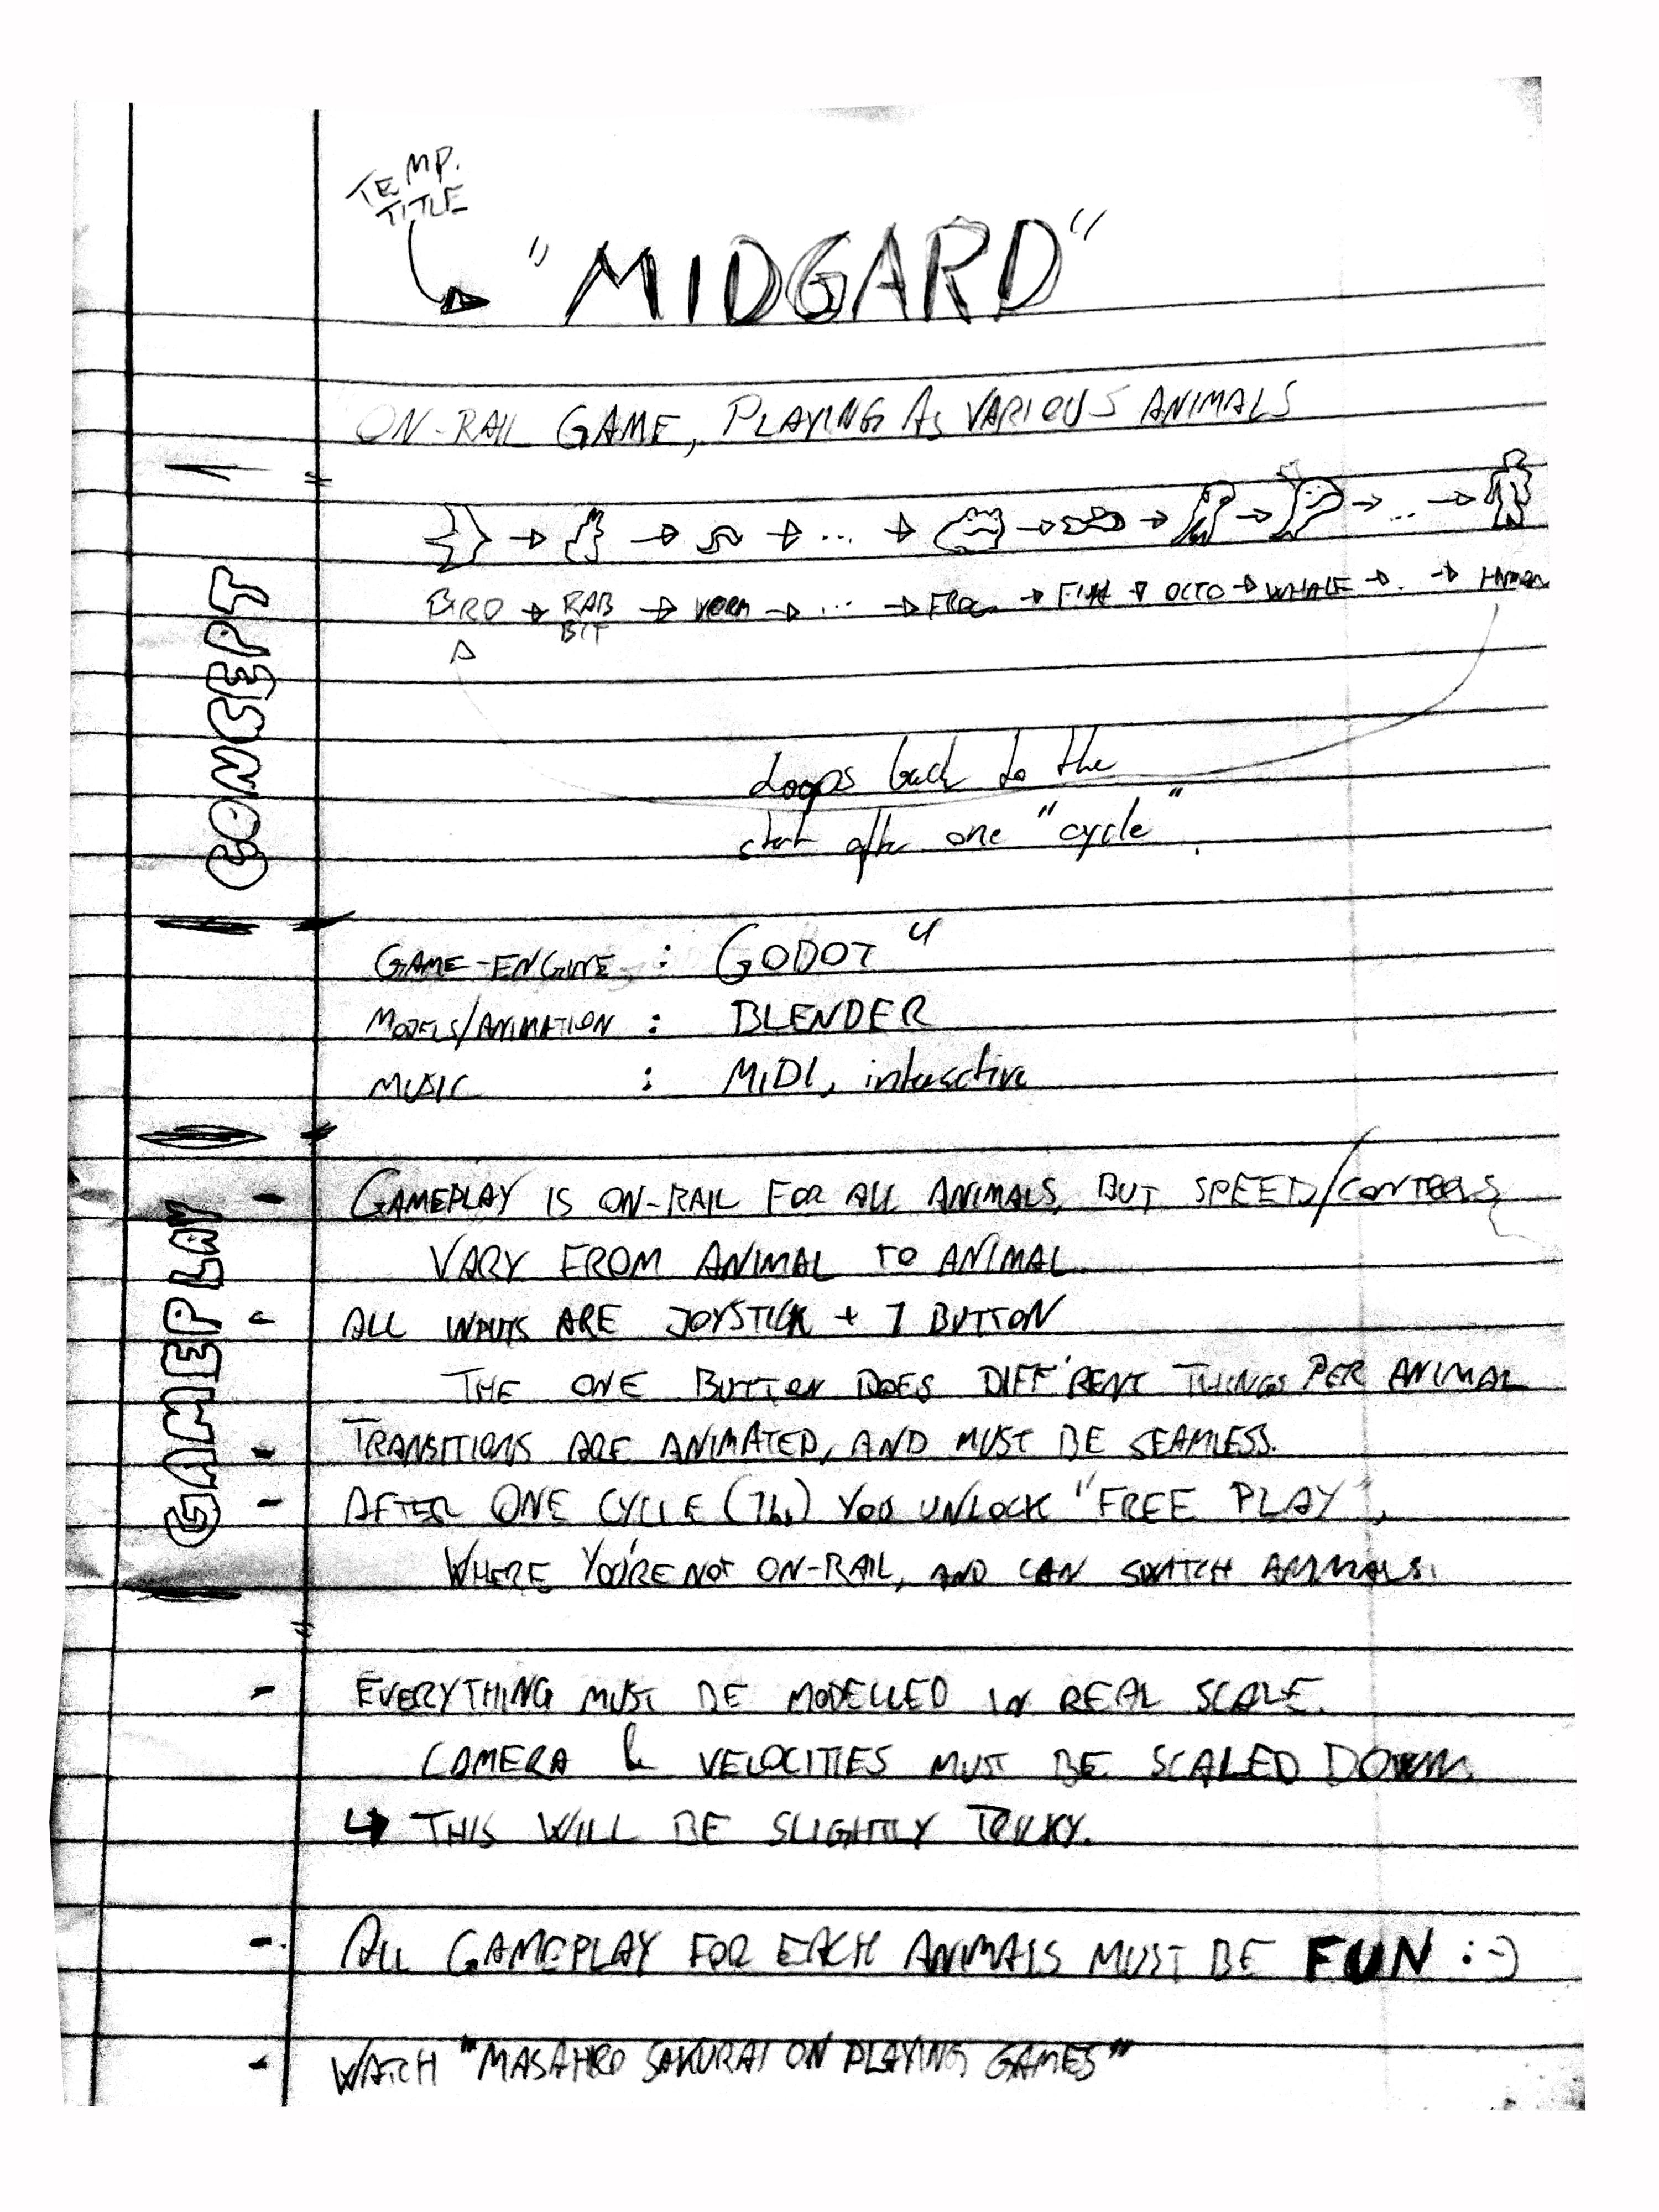 TEMP.
TITLE
"MIDGARD"
ON-RAIL GAME, PLAYING AS VARIOUS ANIMALS
→ → → ... → → → → → ... →
BIRD → RAB → WORM → ... → FROG → FISH → OCTO → WHALE → .. → HUMAN
BIT
CONCEPT
Loops back to the
start after one "cycle".
GAME-ENGINE : GODOT 4
MODELS/ANIMATION : BLENDER
MUSIC : MIDI, interactive
GAMEPLAY
- GAMEPLAY IS ON-RAIL FOR ALL ANIMALS, BUT SPEED/CONTROLS
VARY FROM ANIMAL TO ANIMAL
- ALL INPUTS ARE JOYSTICK + 1 BUTTON
THE ONE BUTTON DOES DIFF'RENT THINGS PER ANIMAL
- TRANSITIONS ARE ANIMATED, AND MUST BE SEAMLESS.
- AFTER ONE CYCLE (1h.) YOU UNLOCK "FREE PLAY",
WHERE YOU'RE NOT ON-RAIL, AND CAN SWITCH ANIMALS.
- EVERYTHING MUST BE MODELLED IN REAL SCALE.
CAMERA & VELOCITIES MUST BE SCALED DOWN.
↳ THIS WILL BE SLIGHTLY TRICKY.
- ALL GAMEPLAY FOR EACH ANIMALS MUST BE FUN :-)
- WATCH "MASAHIRO SAKURAI ON PLAYING GAMES"